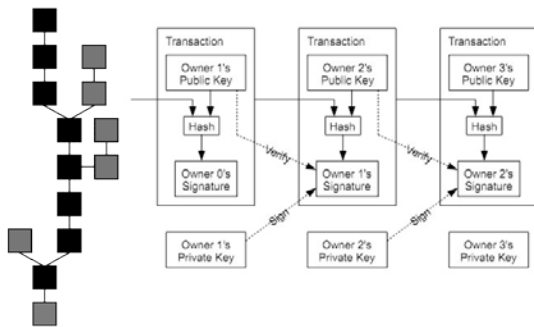 Transaction
Owner 1's
Public Key
Hash
Owner 0's
Signature
Owner 1's
Private Key
Transaction
Owner 2's
Public Key
Hash
Verify
Owner 1's
Signature
Sign
Owner 2's
Private Key
Transaction
Owner 3's
Public Key
Hash
Verify
Owner 2's
Signature
Sign
Owner 3's
Private Key